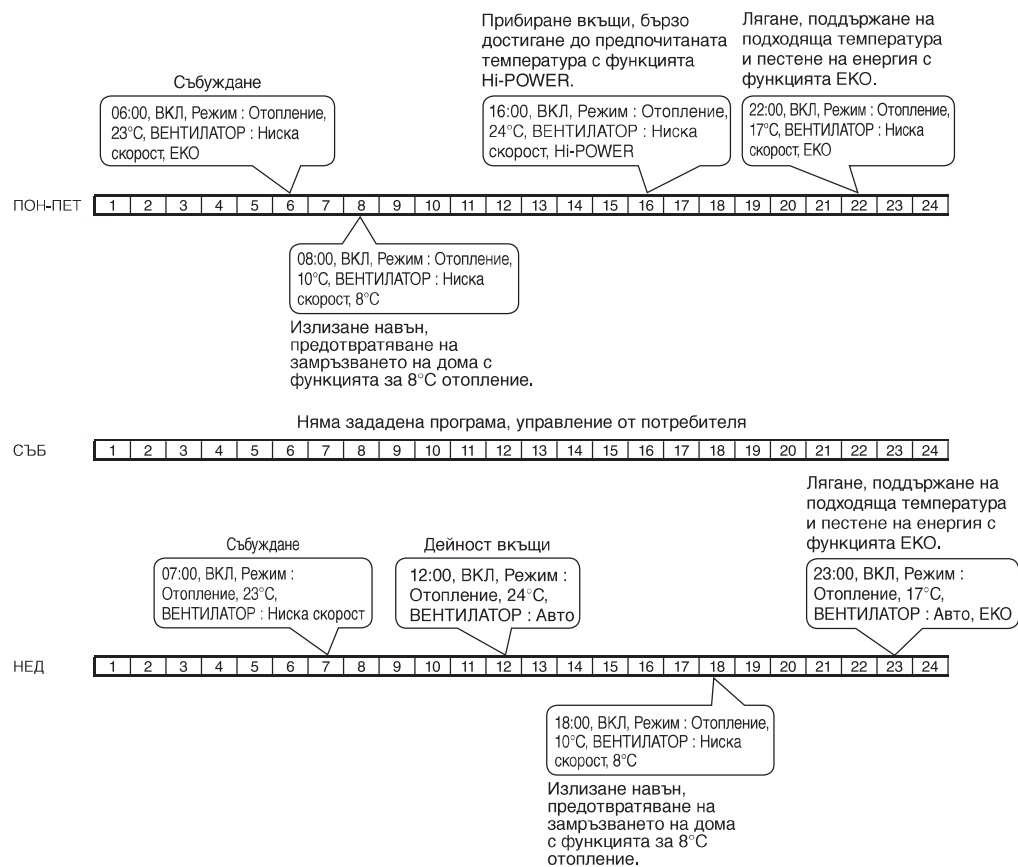 Събуждане
06:00, ВКЛ, Режим : Отопление,
23°C, ВЕНТИЛАТОР : Ниска
скорост, ЕКО
Прибиране вкъщи, бързо
достигане до предпочитаната
температура с функцията
Hi-POWER.
16:00, ВКЛ, Режим : Отопление,
24°C, ВЕНТИЛАТОР : Ниска
скорост, Hi-POWER
Лягане, поддържане на
подходяща температура
и пестене на енергия с
функцията ЕКО.
22:00, ВКЛ, Режим : Отопление,
17°C, ВЕНТИЛАТОР : Ниска
скорост, ЕКО
ПОН-ПЕТ 1 2 3 4 5 6 7 8 9 10 11 12 13 14 15 16 17 18 19 20 21 22 23 24
08:00, ВКЛ, Режим : Отопление,
10°C, ВЕНТИЛАТОР : Ниска
скорост, 8°C
Излизане навън,
предотвратяване на
замръзването на дома с
функцията за 8°C отопление.
Няма зададена програма, управление от потребителя
СЪБ 1 2 3 4 5 6 7 8 9 10 11 12 13 14 15 16 17 18 19 20 21 22 23 24
Събуждане
07:00, ВКЛ, Режим :
Отопление, 23°C,
ВЕНТИЛАТОР : Ниска скорост
Дейност вкъщи
12:00, ВКЛ, Режим :
Отопление, 24°C,
ВЕНТИЛАТОР : Авто
Лягане, поддържане на
подходяща температура
и пестене на енергия с
функцията ЕКО.
23:00, ВКЛ, Режим :
Отопление, 17°C,
ВЕНТИЛАТОР : Авто, ЕКО
НЕД 1 2 3 4 5 6 7 8 9 10 11 12 13 14 15 16 17 18 19 20 21 22 23 24
18:00, ВКЛ, Режим : Отопление,
10°C, ВЕНТИЛАТОР : Ниска
скорост, 8°C
Излизане навън,
предотвратяване на
замръзването на дома
с функцията за 8°C
отопление.